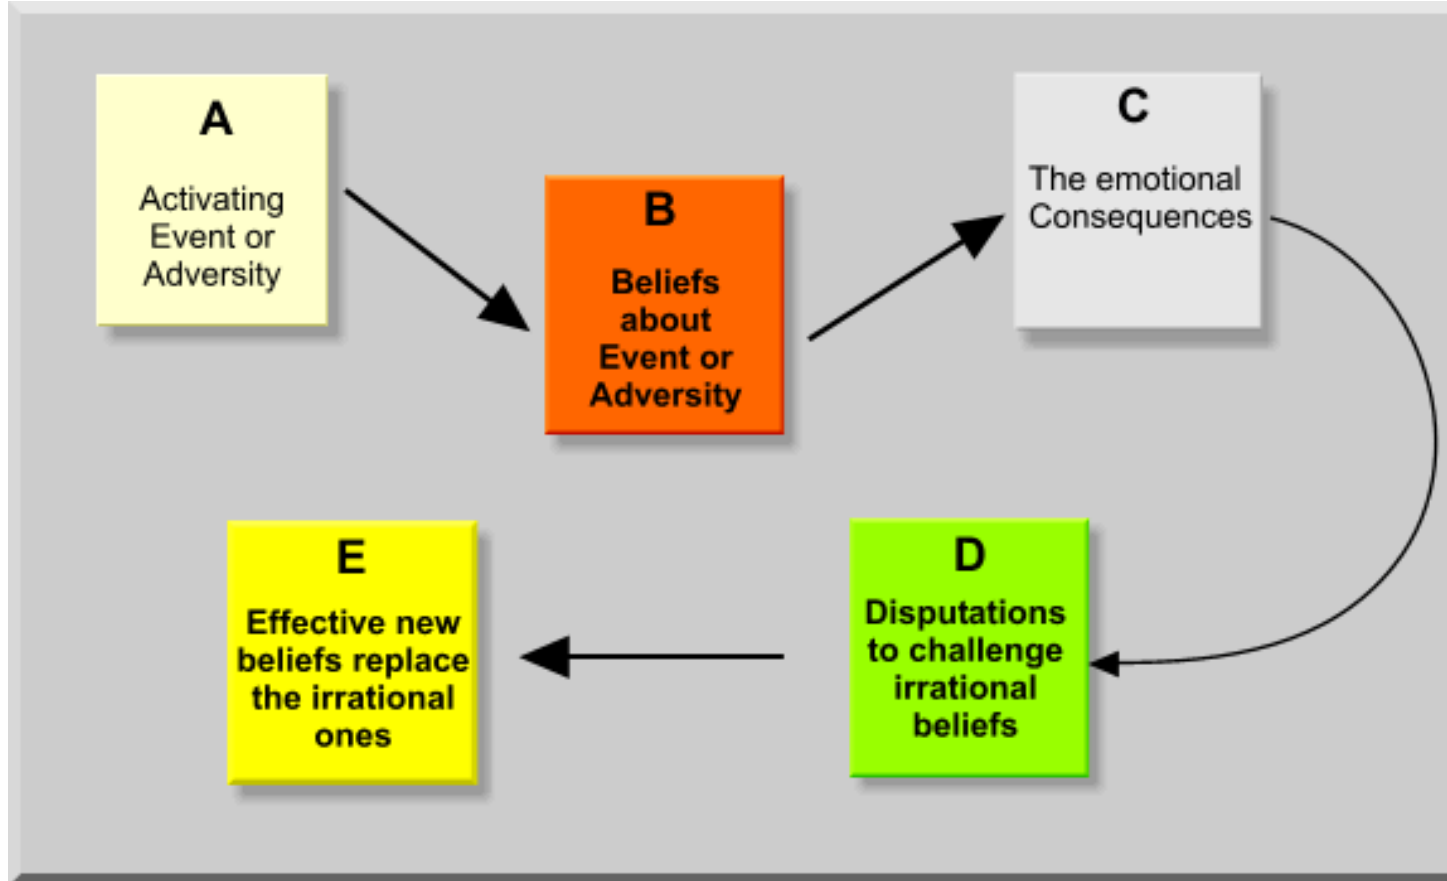 A
Activating
Event or
Adversity
B
Beliefs
about
Event or
Adversity
C
The emotional
Consequences
D
Disputations
to challenge
irrational
beliefs
E
Effective new
beliefs replace
the irrational
ones